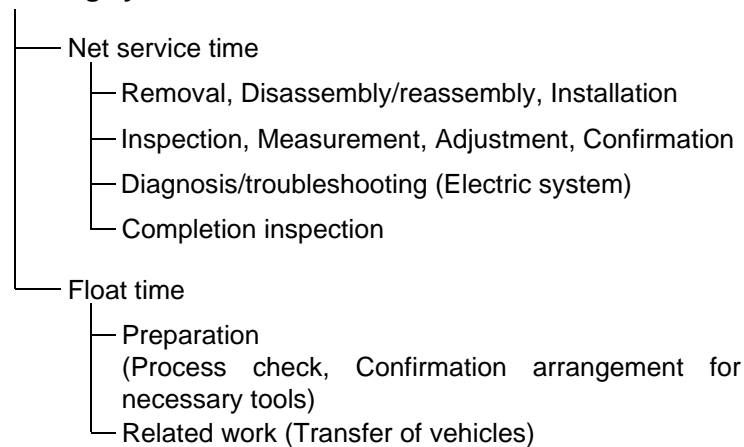 Net service time
Removal, Disassembly/reassembly, Installation
Inspection, Measurement, Adjustment, Confirmation
Diagnosis/troubleshooting (Electric system)
Completion inspection
Float time
Preparation
(Process check, Confirmation arrangement for
necessary tools)
Related work (Transfer of vehicles)